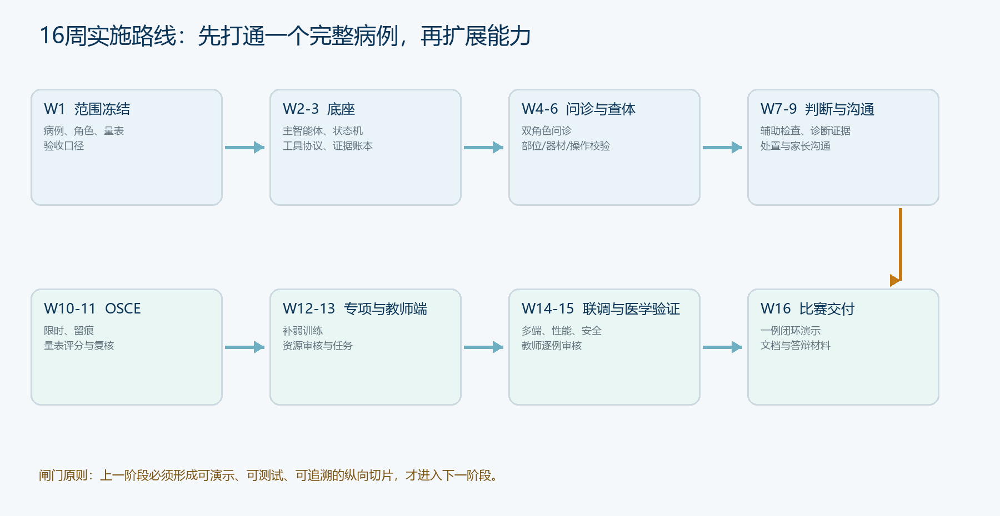 16周实施路线：先打通一个完整病例，再扩展能力
W1 范围冻结
病例、角色、量表
验收口径
W2-3 底座
主智能体、状态机
工具协议、证据账本
W4-6 问诊与查体
双角色问诊
部位/器材/操作校验
W7-9 判断与沟通
辅助检查、诊断证据
处置与家长沟通
W10-11 OSCE
限时、留痕
量表评分与复核
W12-13 专项与教师端
补弱训练
资源审核与任务
W14-15 联调与医学验证
多端、性能、安全
教师逐例审核
W16 比赛交付
一例闭环演示
文档与答辩材料
闸门原则：上一阶段必须形成可演示、可测试、可追溯的纵向切片，才进入下一阶段。